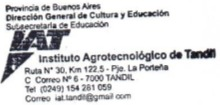 Provincia de Buenos Aires
Dirección General de Cultura y Educación
Subsecretaría de Educación
IAT
Instituto Agrotecnológico de Tandil
Ruta N° 30, Km 122.5 - Pje. La Porteña
C Correo N° 6 - 7000 TANDIL
Tel (0249) 154 281 059
Correo iat.tandil@gmail.com